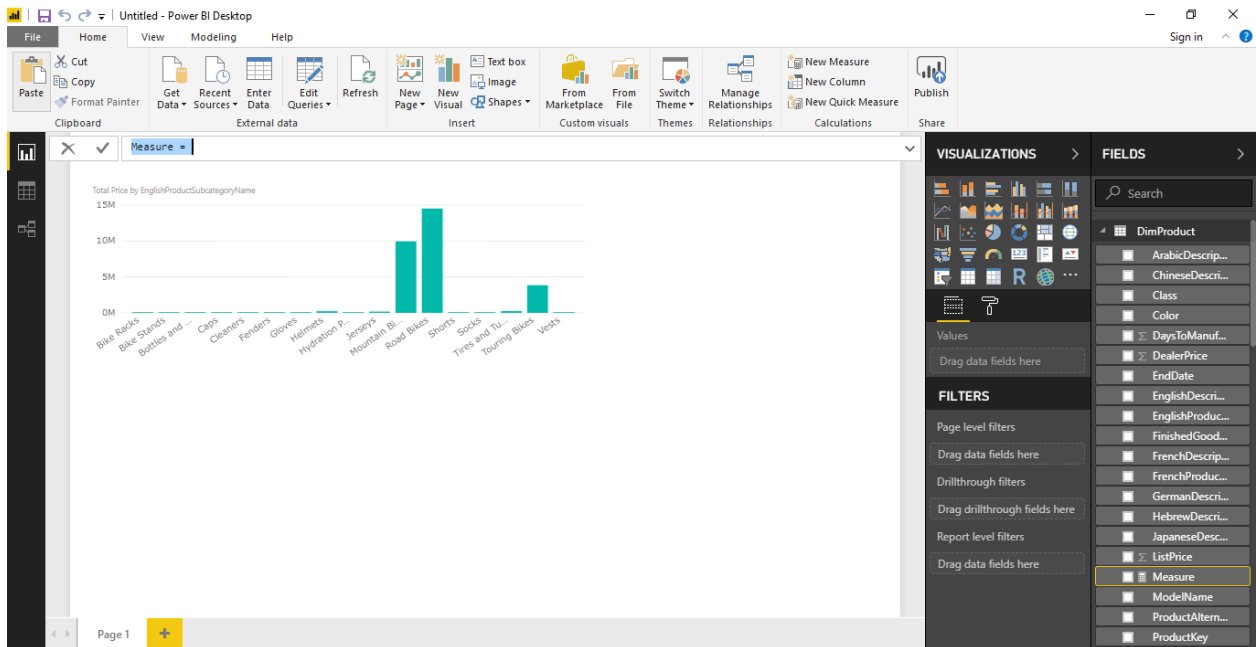 Untitled - Power BI Desktop
File Home View Modeling Help Sign in
Paste
Cut
Copy
Format Painter
Clipboard
Get Data
Recent Sources
Enter Data
Edit Queries
Refresh
External data
New Page
New Visual
Text box
Image
Shapes
Insert
From Marketplace
From File
Custom visuals
Switch Theme
Themes
Manage Relationships
Relationships
New Measure
New Column
New Quick Measure
Calculations
Publish
Share
Measure =
Total Price by EnglishProductSubcategoryName
15M
10M
5M
0M
Bike Racks
Bike Stands
Bottles and ...
Caps
Cleaners
Fenders
Gloves
Helmets
Hydration P...
Jerseys
Mountain Bi...
Road Bikes
Shorts
Socks
Tires and Tu...
Touring Bikes
Vests
Page 1
VISUALIZATIONS
123
R
Values
Drag data fields here
FILTERS
Page level filters
Drag data fields here
Drillthrough filters
Drag drillthrough fields here
Report level filters
Drag data fields here
FIELDS
Search
DimProduct
ArabicDescrip...
ChineseDescri...
Class
Color
Σ DaysToManuf...
Σ DealerPrice
EndDate
EnglishDescri...
EnglishProduc...
FinishedGood...
FrenchDescrip...
FrenchProduc...
GermanDescri...
HebrewDescri...
JapaneseDesc...
Σ ListPrice
Measure
ModelName
ProductAltern...
ProductKey